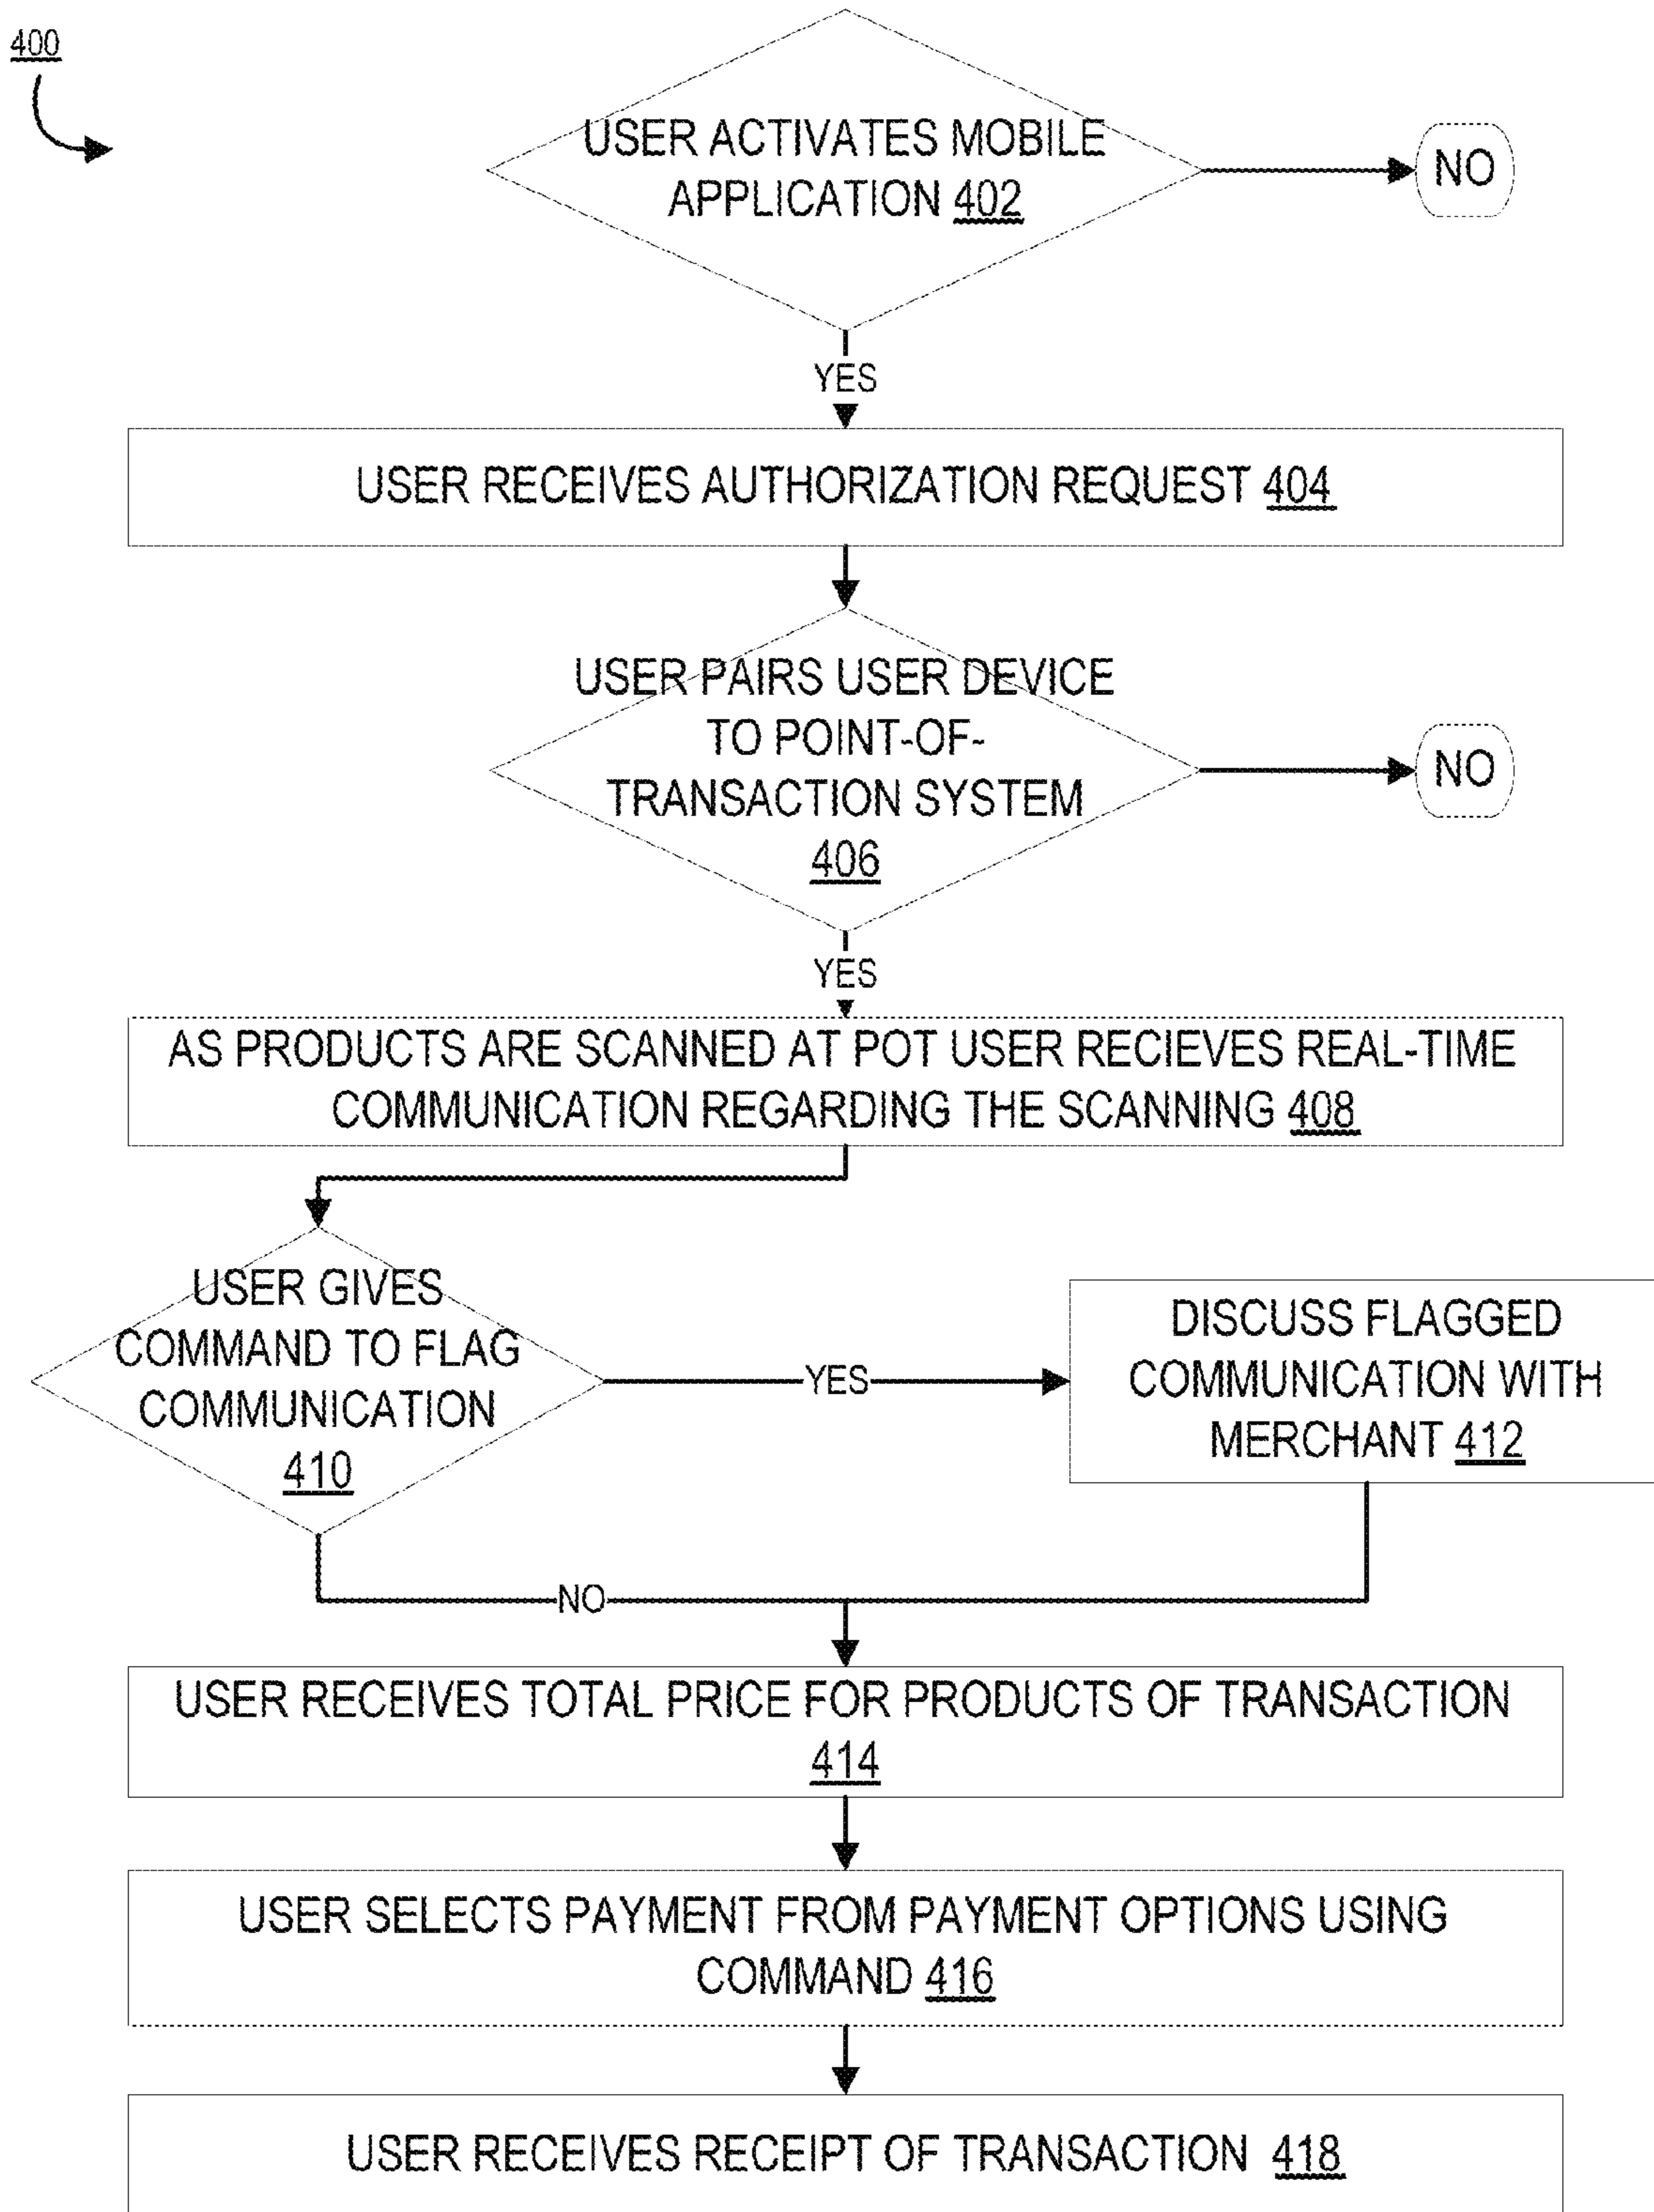 400
USER ACTIVATES MOBILE
APPLICATION 402
NO
YES
USER RECEIVES AUTHORIZATION REQUEST 404
USER PAIRS USER DEVICE
TO POINT-OF-
TRANSACTION SYSTEM
406
NO
YES
AS PRODUCTS ARE SCANNED AT POT USER RECIEVES REAL-TIME
COMMUNICATION REGARDING THE SCANNING 408
USER GIVES
COMMAND TO FLAG
COMMUNICATION
410
YES
DISCUSS FLAGGED
COMMUNICATION WITH
MERCHANT 412
NO
USER RECEIVES TOTAL PRICE FOR PRODUCTS OF TRANSACTION
414
USER SELECTS PAYMENT FROM PAYMENT OPTIONS USING
COMMAND 416
USER RECEIVES RECEIPT OF TRANSACTION 418